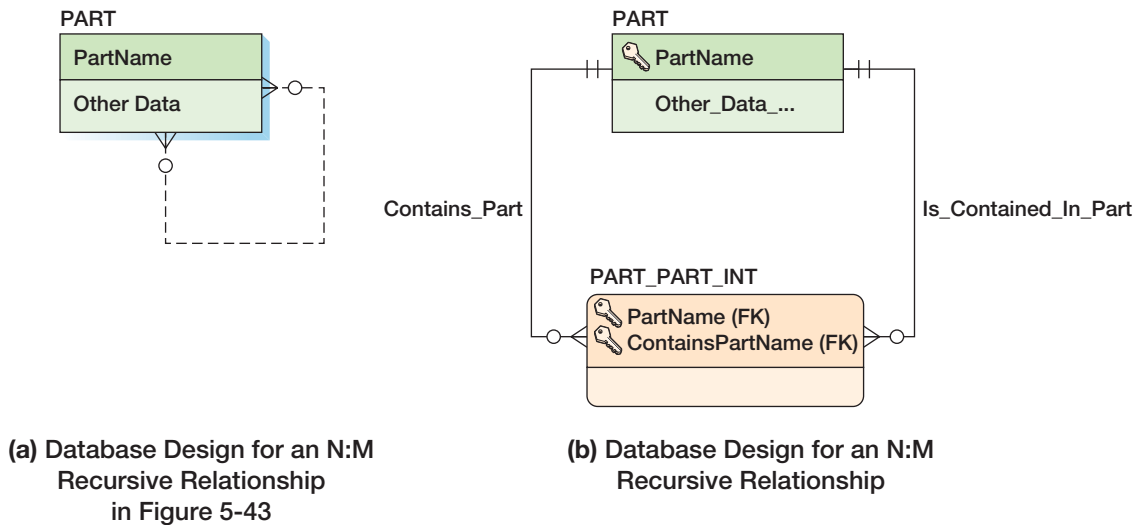 PART
PartName
Other Data
(a) Database Design for an N:M
Recursive Relationship
in Figure 5-43
PART
PartName
Other_Data_...
Contains_Part
Is_Contained_In_Part
PART_PART_INT
PartName (FK)
ContainsPartName (FK)
(b) Database Design for an N:M
Recursive Relationship